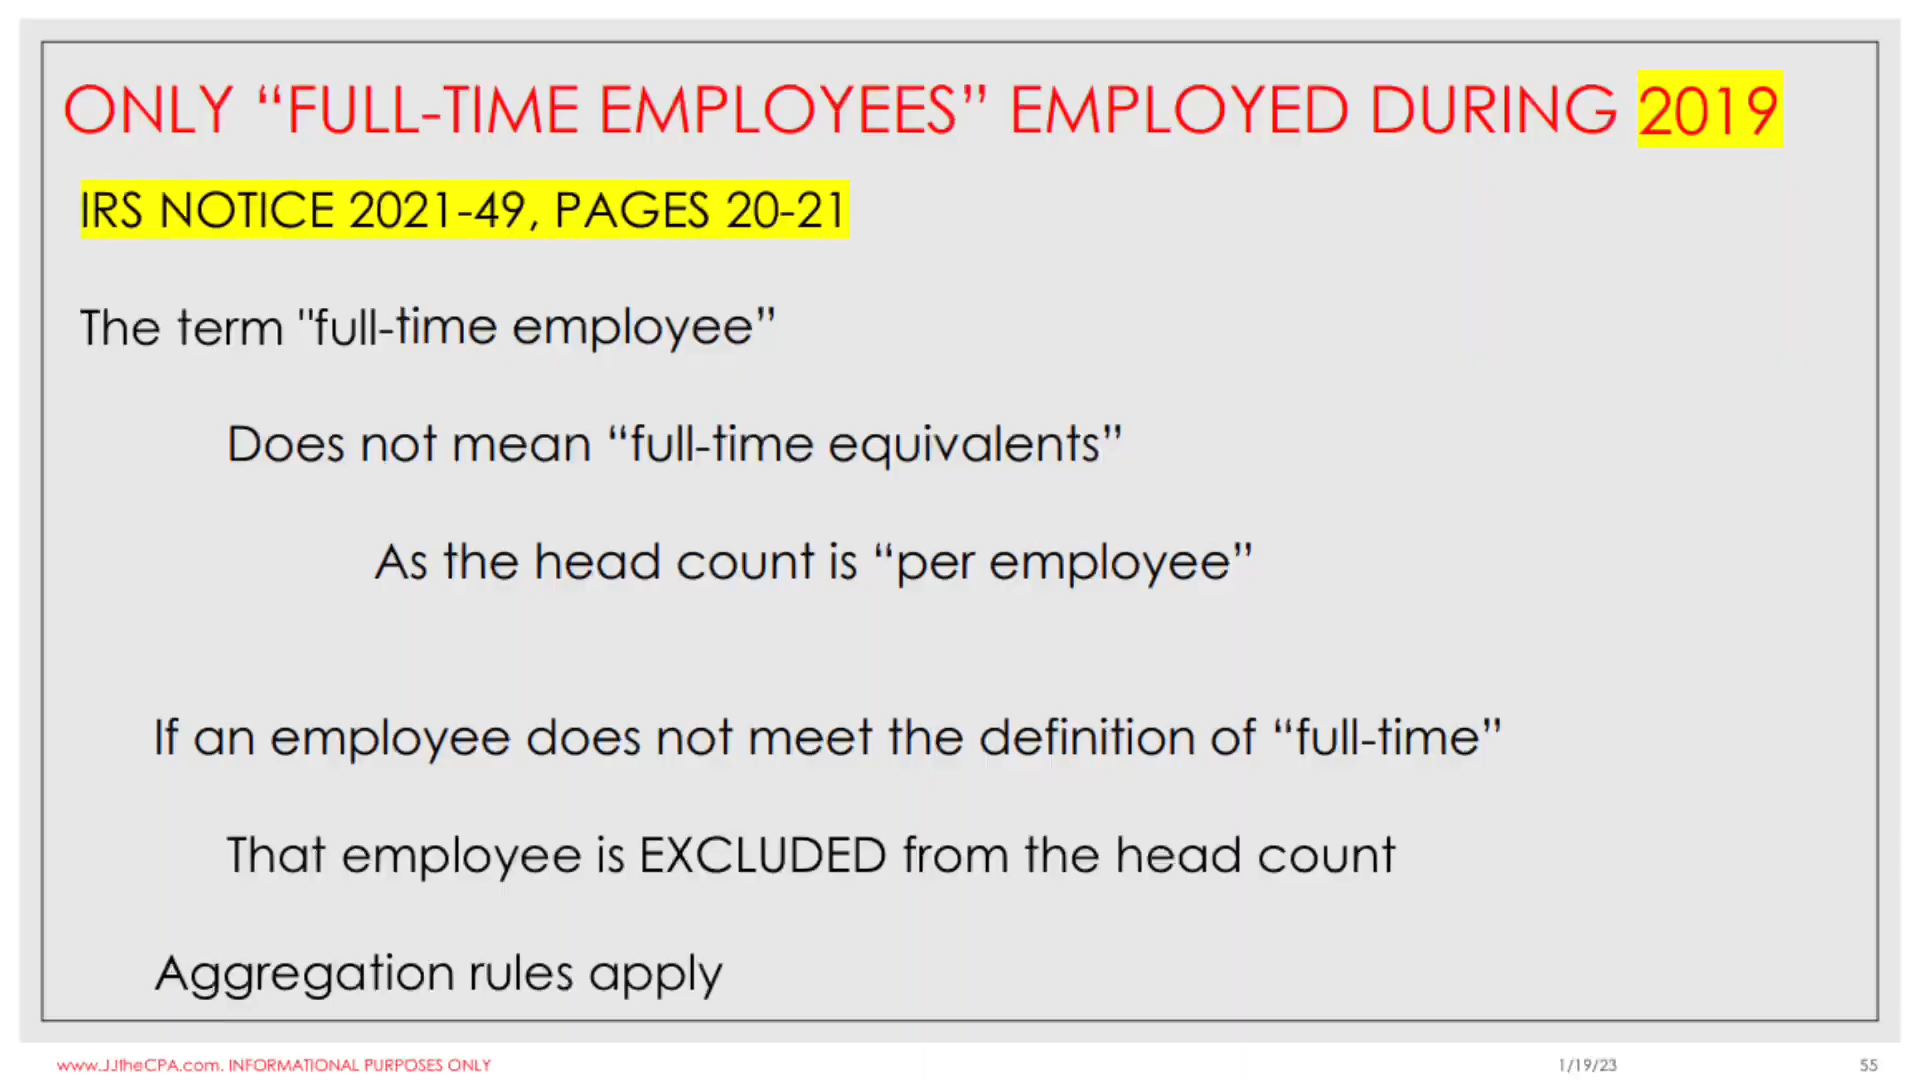 ONLY “FULL-TIME EMPLOYEES” EMPLOYED DURING 2019
IRS NOTICE 2021-49, PAGES 20-21
The term "full-time employee”
Does not mean “full-time equivalents”
As the head count is “per employee”
If an employee does not meet the definition of “full-time”
That employee is EXCLUDED from the head count
Aggregation rules apply
www.JJtheCPA.com. INFORMATIONAL PURPOSES ONLY
1/19/23
55